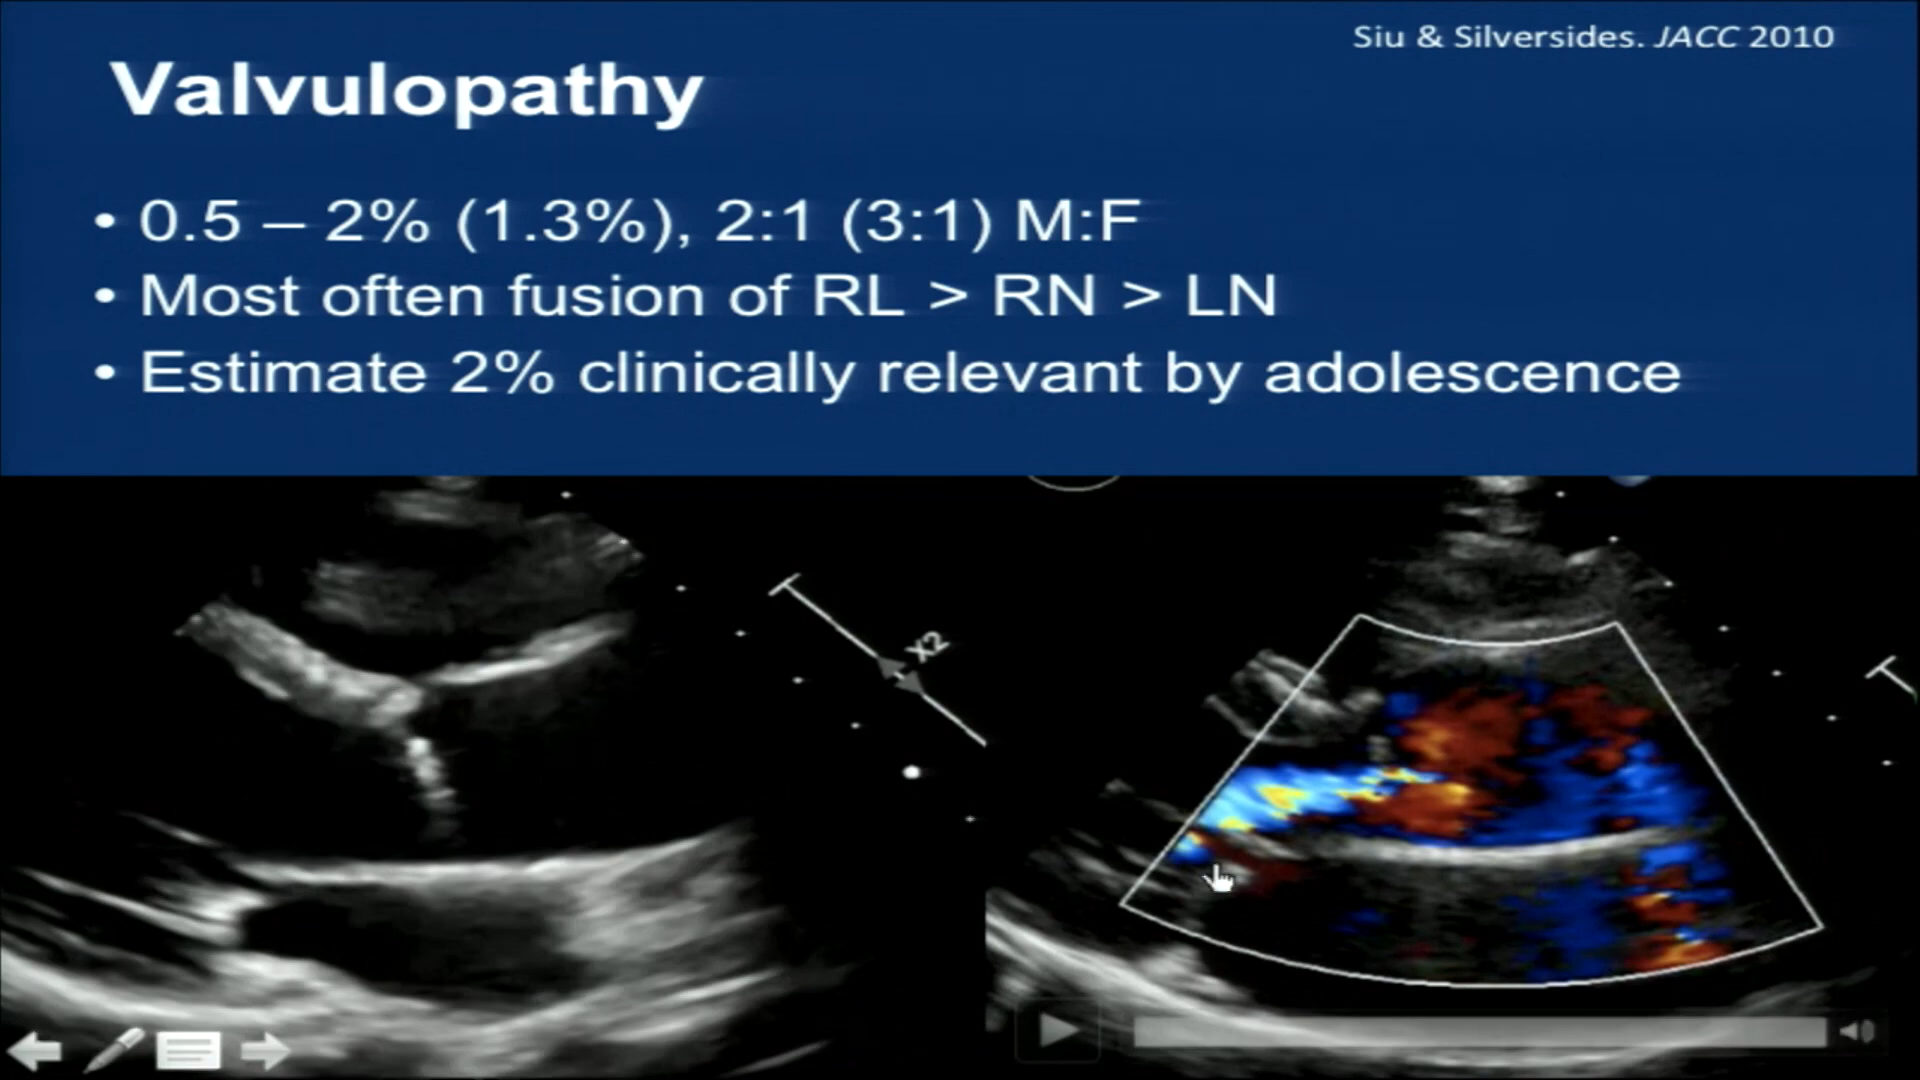 Siu & Silversides. JACC 2010
Valvulopathy
• 0.5 – 2% (1.3%), 2:1 (3:1) M:F
• Most often fusion of RL > RN > LN
• Estimate 2% clinically relevant by adolescence
X2